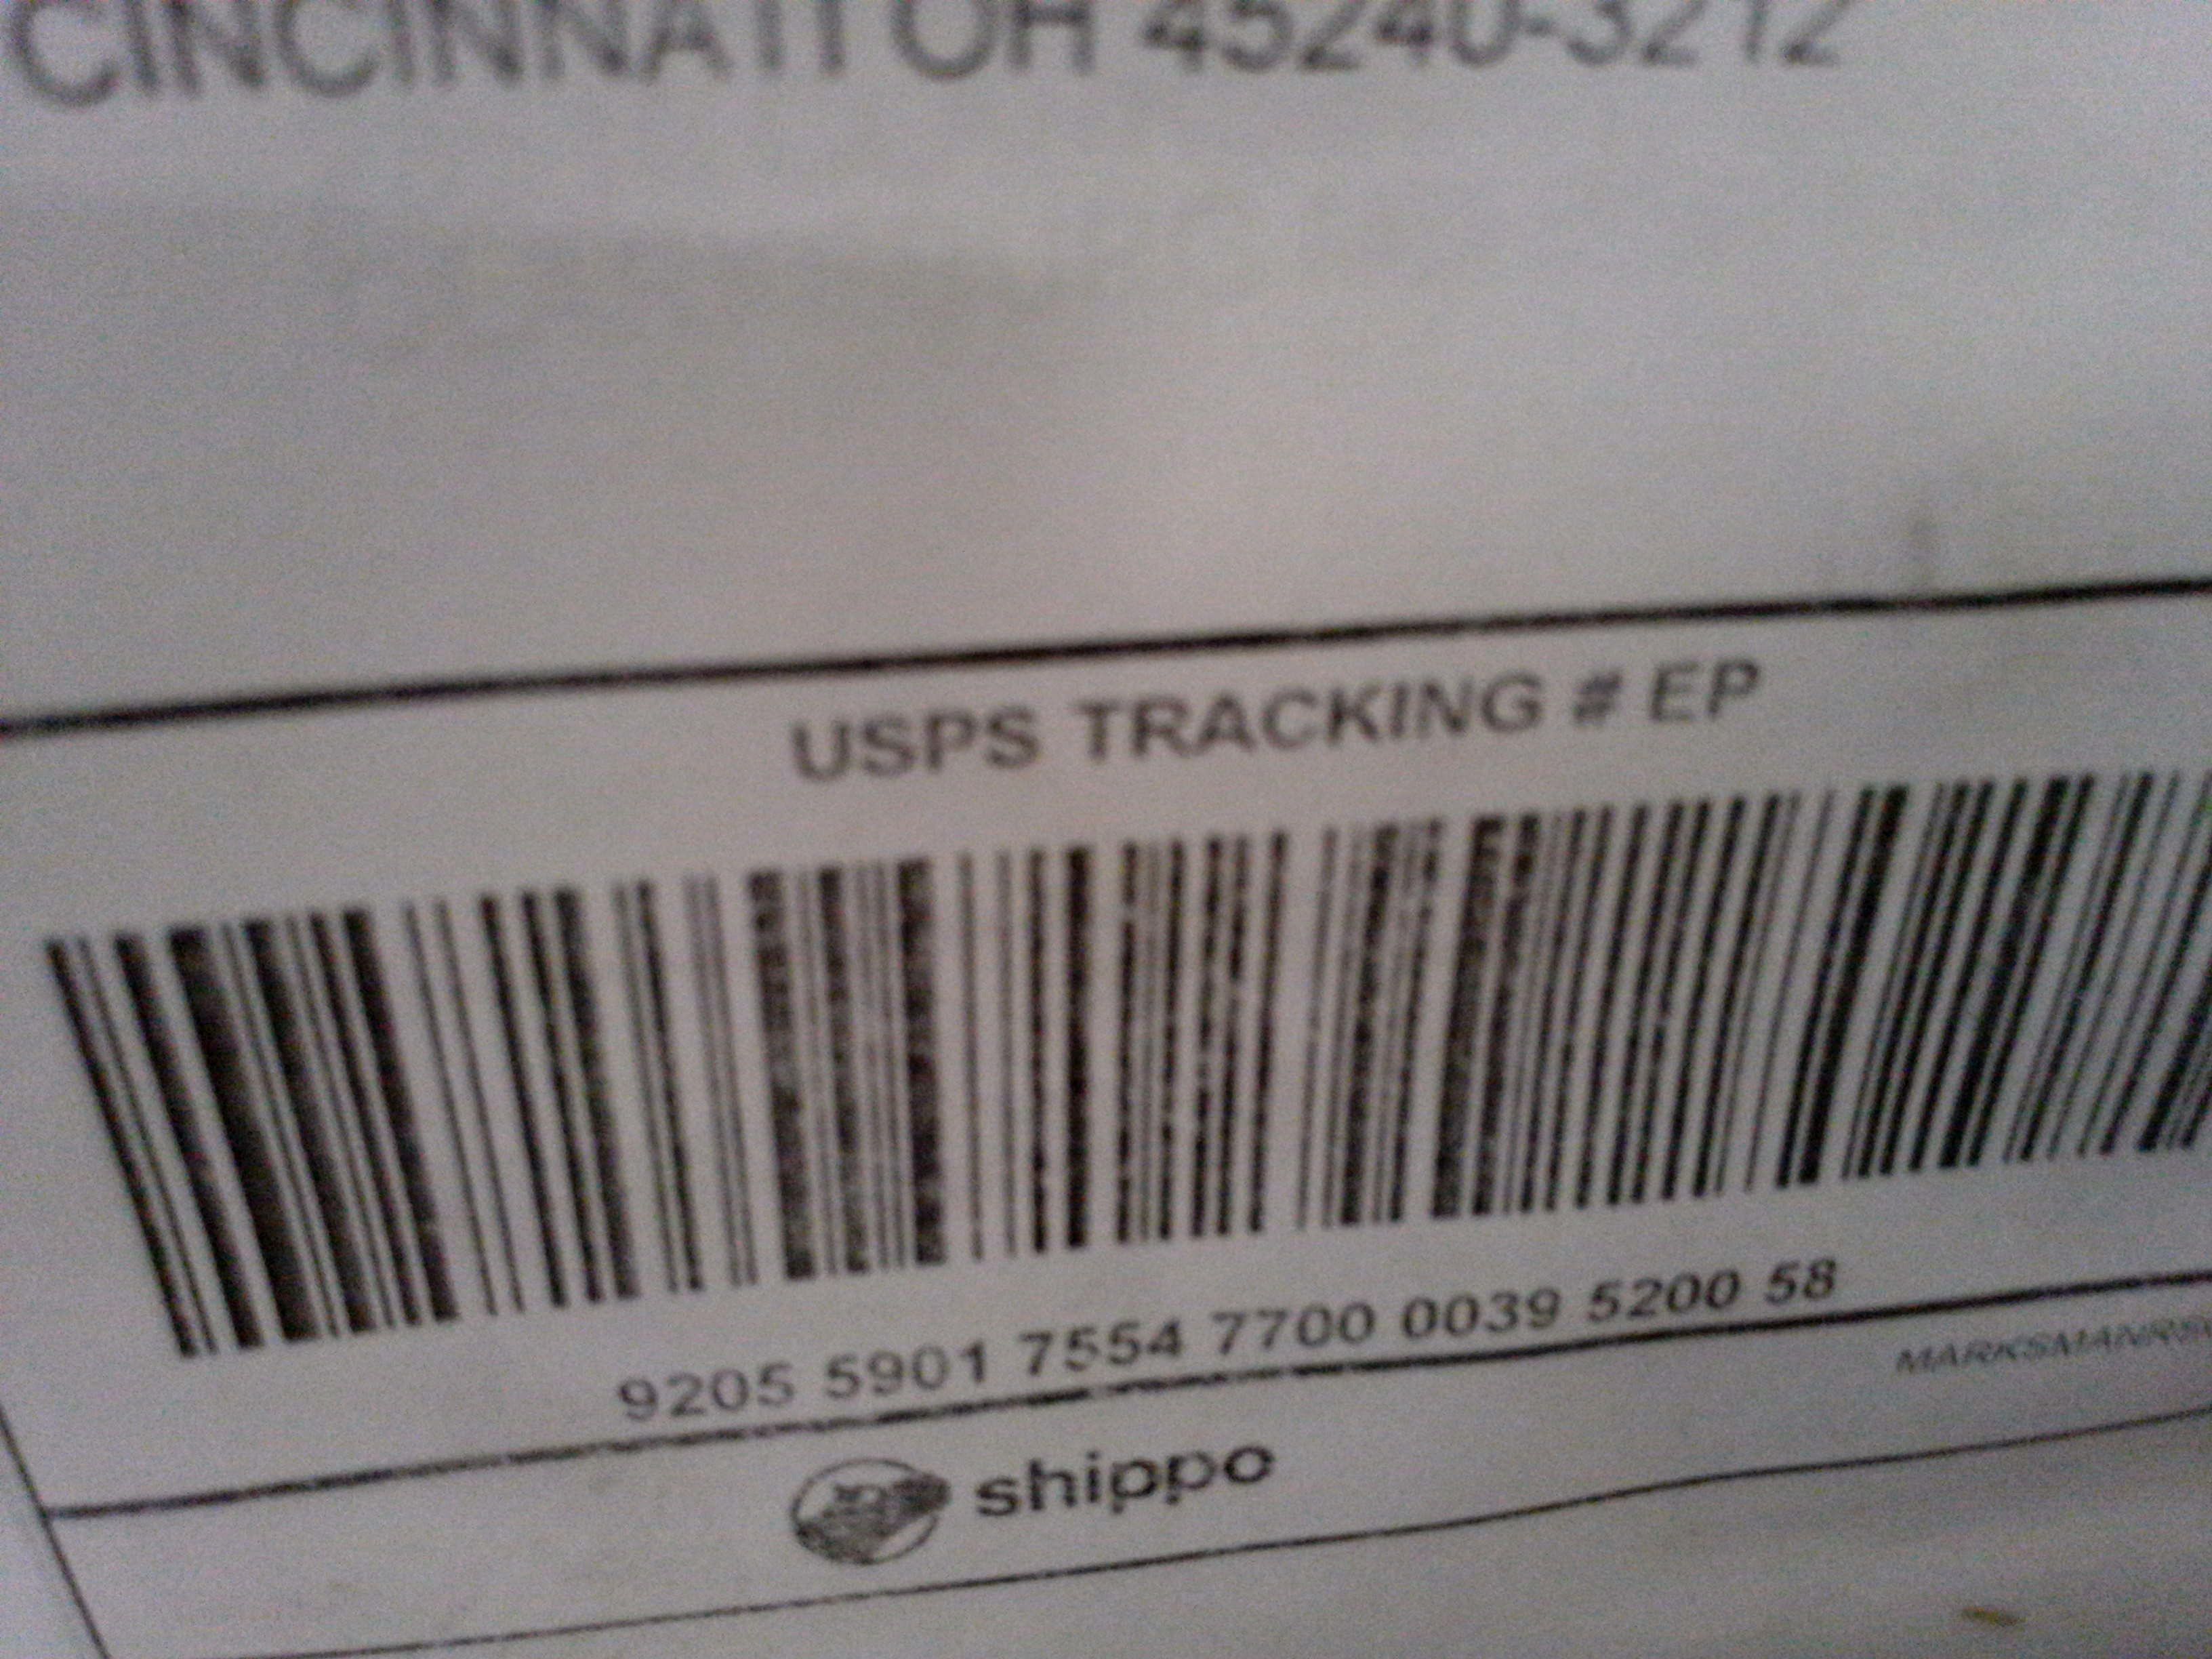 CINCINNATI OH 45240-3212
USPS TRACKING # EP
9205 5901 7554 7700 0039 5200 58
shippo